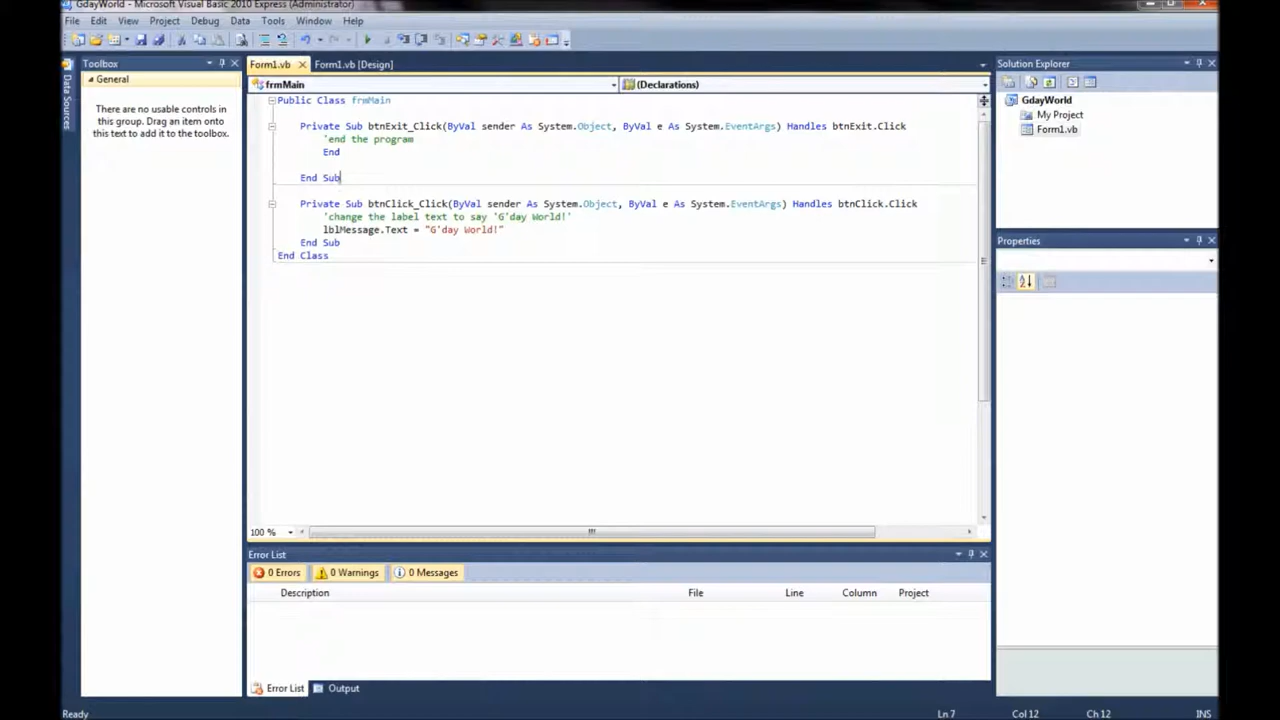 GdayWorld - Microsoft Visual Basic 2010 Express (Administrator)
File Edit View Project Debug Data Tools Window Help
Toolbox
General
There are no usable controls in
this group. Drag an item onto
this text to add it to the toolbox.
Data Sources
Form1.vb Form1.vb [Design]
frmMain (Declarations)
Public Class frmMain
Private Sub btnExit_Click(ByVal sender As System.Object, ByVal e As System.EventArgs) Handles btnExit.Click
'end the program
End
End Sub
Private Sub btnClick_Click(ByVal sender As System.Object, ByVal e As System.EventArgs) Handles btnClick.Click
'change the label text to say 'G'day World!'
lblMessage.Text = "G'day World!"
End Sub
End Class
100 %
Error List
0 Errors 0 Warnings 0 Messages
Description File Line Column Project
Error List Output
Solution Explorer
GdayWorld
My Project
Form1.vb
Properties
Ready Ln 7 Col 12 Ch 12 INS